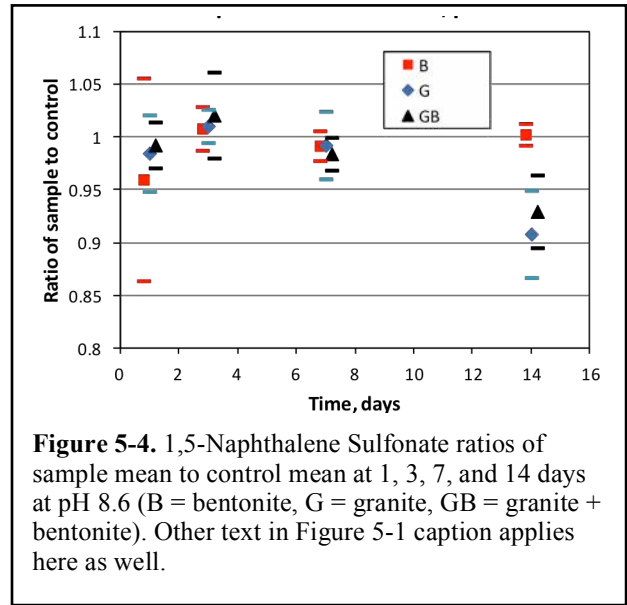 1.1
1.05
1
0.95
0.9
0.85
0.8
Ratio of sample to control
B
G
GB
0 2 4 6 8 10 12 14 16
Time, days
Figure 5-4. 1,5-Naphthalene Sulfonate ratios of
sample mean to control mean at 1, 3, 7, and 14 days
at pH 8.6 (B = bentonite, G = granite, GB = granite +
bentonite). Other text in Figure 5-1 caption applies
here as well.